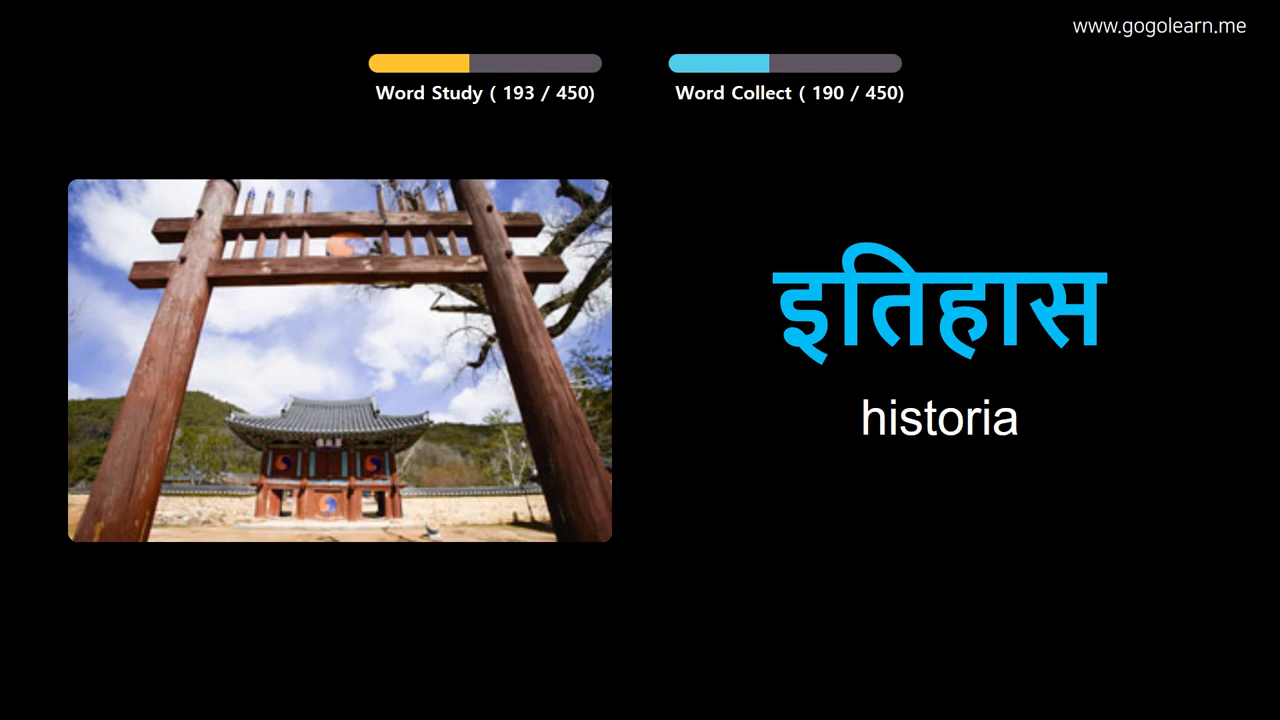 www.gogolearn.me
Word Study ( 193 / 450)
Word Collect ( 190 / 450)
इतिहास
historia